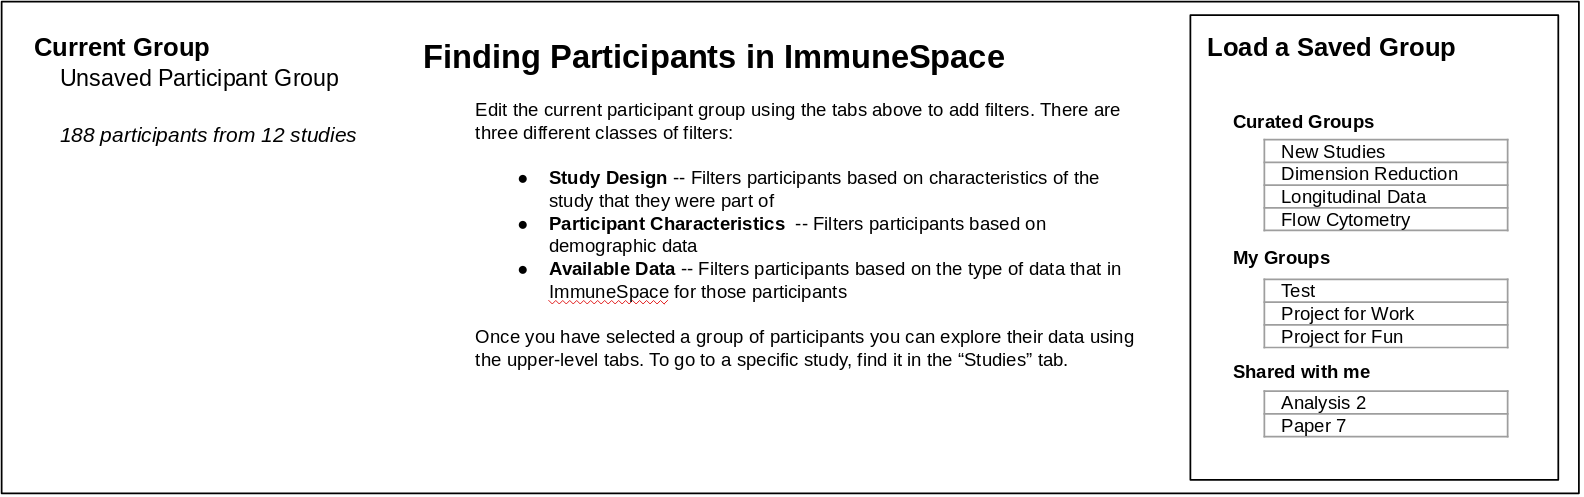 Current Group
Unsaved Participant Group
188 participants from 12 studies
Finding Participants in ImmuneSpace
Edit the current participant group using the tabs above to add filters. There are
three different classes of filters:
● Study Design -- Filters participants based on characteristics of the
study that they were part of
● Participant Characteristics  -- Filters participants based on
demographic data
● Available Data -- Filters participants based on the type of data that in
ImmuneSpace for those participants
Once you have selected a group of participants you can explore their data using
the upper-level tabs. To go to a specific study, find it in the “Studies” tab.
Load a Saved Group
Curated Groups
New Studies
Dimension Reduction
Longitudinal Data
Flow Cytometry
My Groups
Test
Project for Work
Project for Fun
Shared with me
Analysis 2
Paper 7